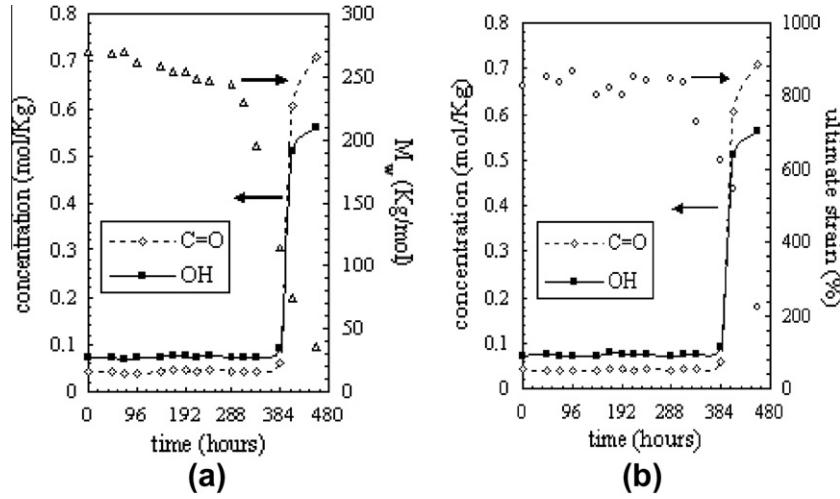 concentration (mol/Kg)
0.8
0.7
0.6
0.5
0.4
0.3
0.2
0.1
0
300
250
200
150
100
50
0
Mw (Kg/mol)
C=O
OH
0 96 192 288 384 480
time (hours)
(a)
concentration (mol/Kg)
0.8
0.7
0.6
0.5
0.4
0.3
0.2
0.1
0
1000
800
600
400
200
0
ultimate strain (%)
C=O
OH
0 96 192 288 384 480
time (hours)
(b)